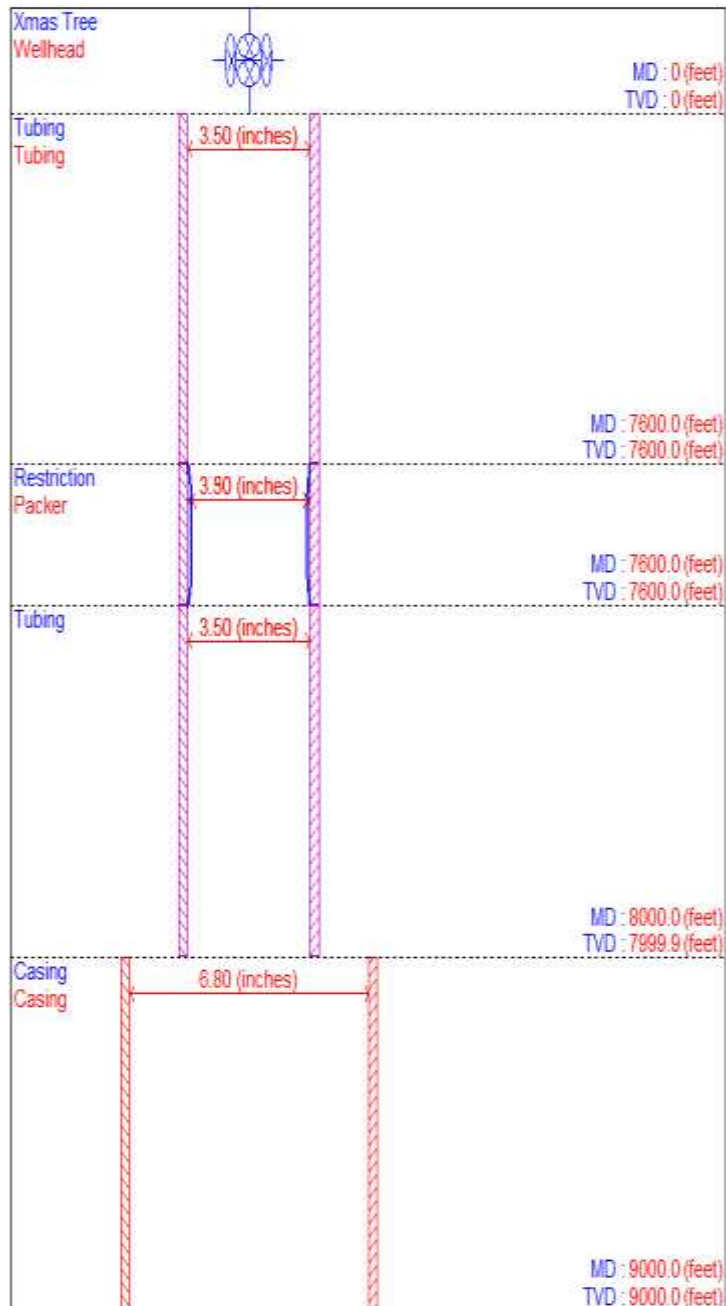 Xmas Tree
Wellhead
MD : 0 (feet)
TVD : 0 (feet)
Tubing
Tubing
3.50 (inches)
MD : 7600.0 (feet)
TVD : 7600.0 (feet)
Restriction
Packer
(inches)
MD : 7600.0 (feet)
TVD : 7600.0 (feet)
Tubing
3.50 (inches)
MD : 8000.0 (feet)
TVD : 7999.9 (feet)
Casing
Casing
6.80 (inches)
MD : 9000.0 (feet)
TVD : 9000.0 (feet)